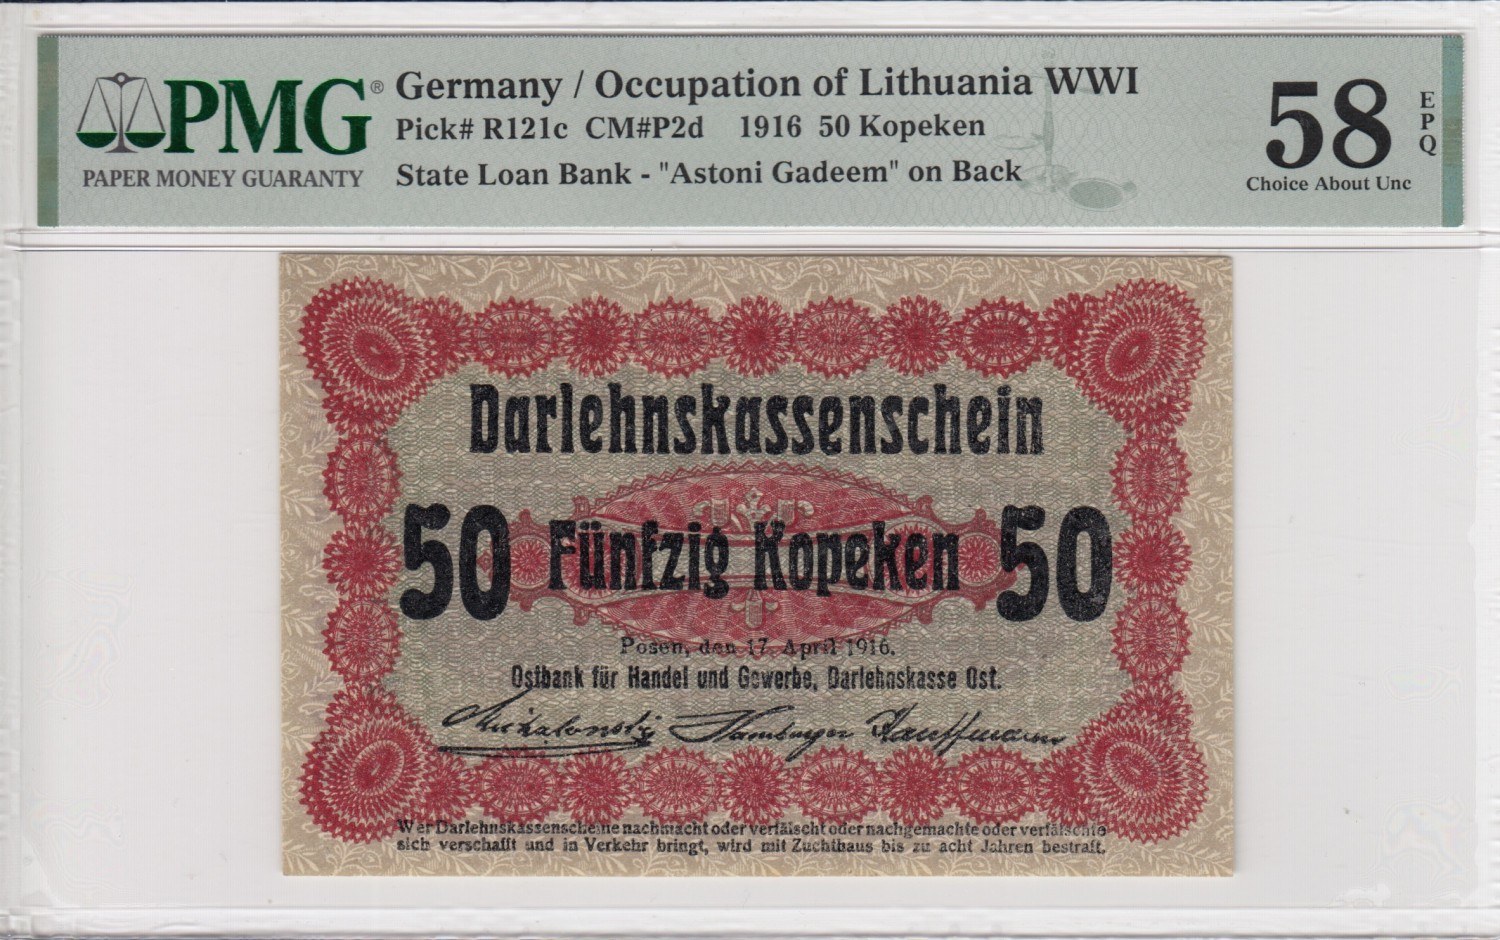 PMG®
PAPER MONEY GUARANTY
Germany / Occupation of Lithuania WWI
Pick# R121c CM#P2d 1916 50 Kopeken
State Loan Bank - "Astoni Gadeem" on Back
58
EPQ
Choice About Unc
Darlehnskassenschein
50 Fünfzig Kopeken 50
Posen, den 17. April 1916.
Ostbank für Handel und Gewerbe, Darlehnskasse Ost.
Michalowsky Hamburger Kauffmann
Wer Darlehnskassenscheine nachmacht oder verfälscht oder nachgemachte oder verfälschte
sich verschafft und in Verkehr bringt, wird mit Zuchthaus bis zu acht Jahren bestraft.